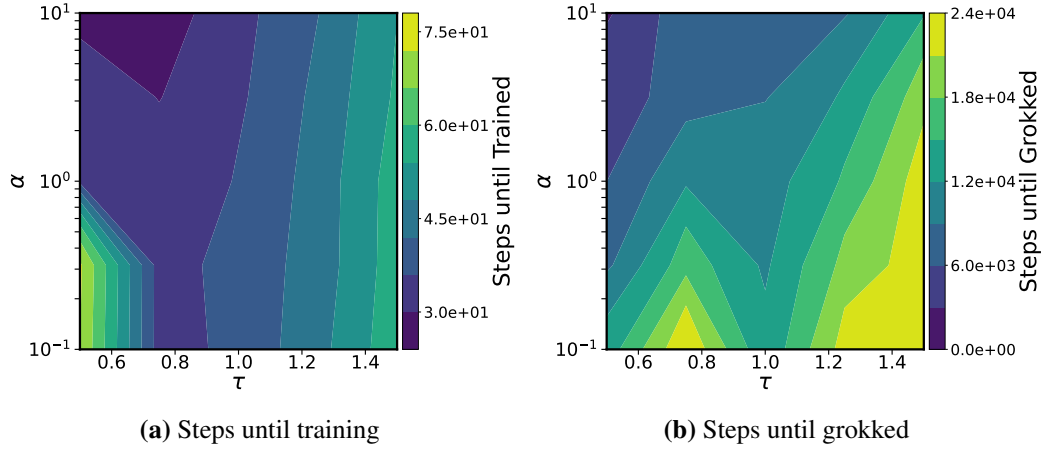 10^1
10^0
10^{-1}
α
0.6 0.8 1.0 1.2 1.4
τ
7.5e+01
6.0e+01
4.5e+01
3.0e+01
Steps until Trained
(a) Steps until training
10^1
10^0
10^{-1}
α
0.6 0.8 1.0 1.2 1.4
τ
2.4e+04
1.8e+04
1.2e+04
6.0e+03
0.0e+00
Steps until Grokked
(b) Steps until grokked